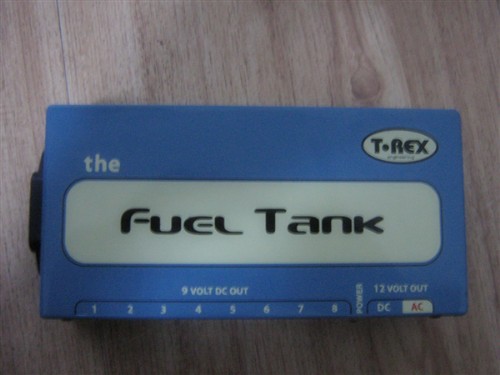 T·REX
engineering
the
Fuel Tank
9 VOLT DC OUT
POWER
12 VOLT OUT
1 2 3 4 5 6 7 8
DC AC